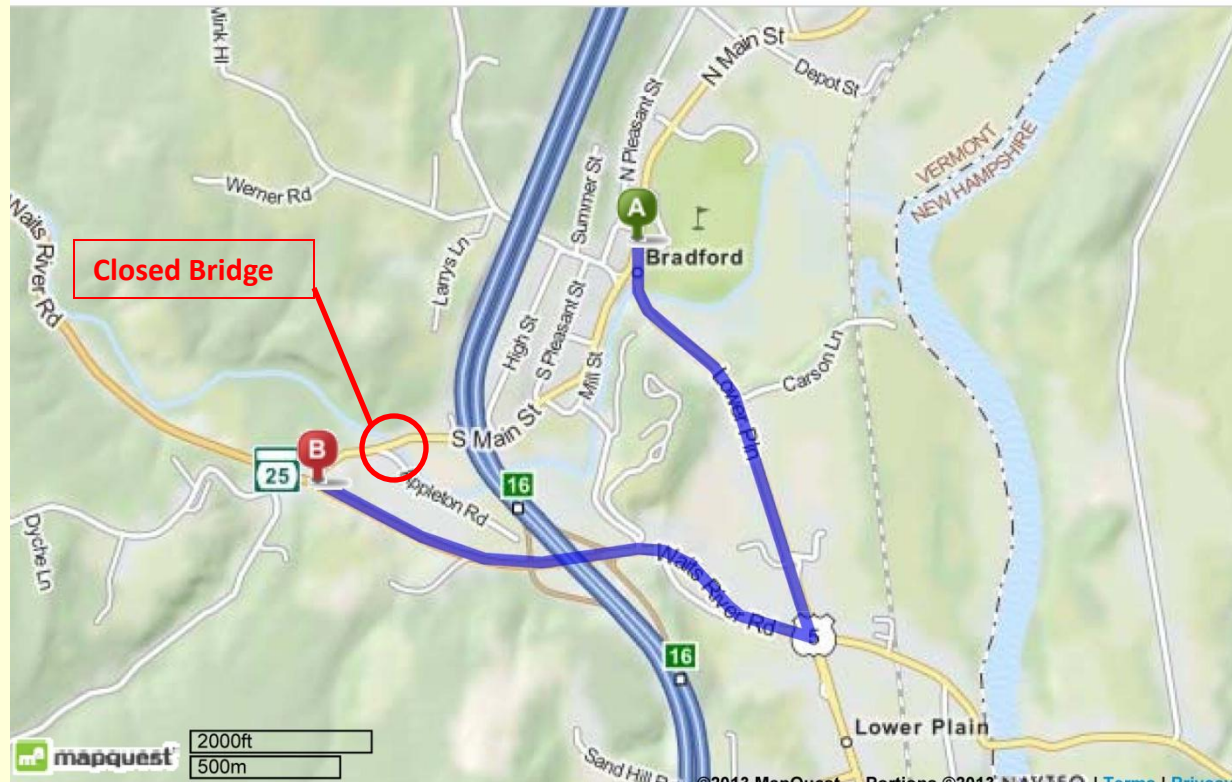 Mink Hl
N Main St
Depot St
N Pleasant St
VERMONT
NEW HAMPSHIRE
Summer St
Werner Rd
A
Waits River Rd
Closed Bridge
Larrys Ln
Bradford
High St
S Pleasant St
Mill St
Lower Pln
Carson Ln
S Main St
B
25
16
Appleton Rd
Dyche Ln
Waits River Rd
5
16
Lower Plain
mapquest
2000ft
500m
Sand Hill
©2013 MapQuest Portions ©2013 NAVTEQ | Terms |